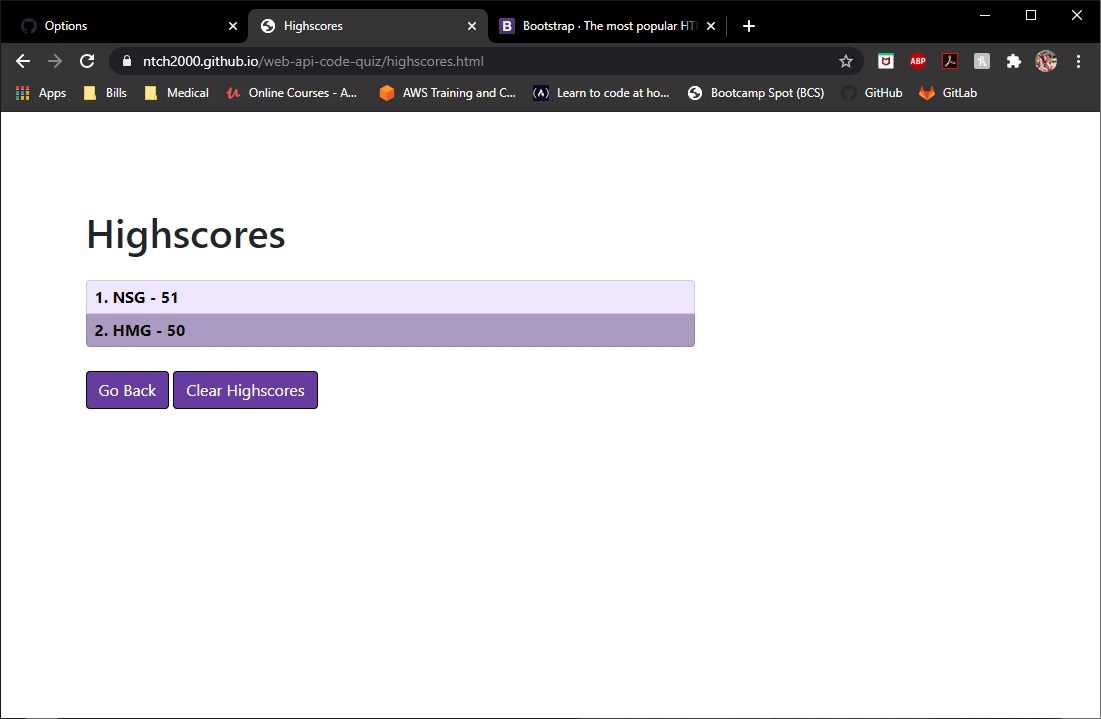 Options
Highscores
Bootstrap · The most popular HT
ntch2000.github.io/web-api-code-quiz/highscores.html
ABP
Apps
Bills
Medical
Online Courses - A...
AWS Training and C...
Learn to code at ho...
Bootcamp Spot (BCS)
GitHub
GitLab
Highscores
1. NSG - 51
2. HMG - 50
Go Back
Clear Highscores